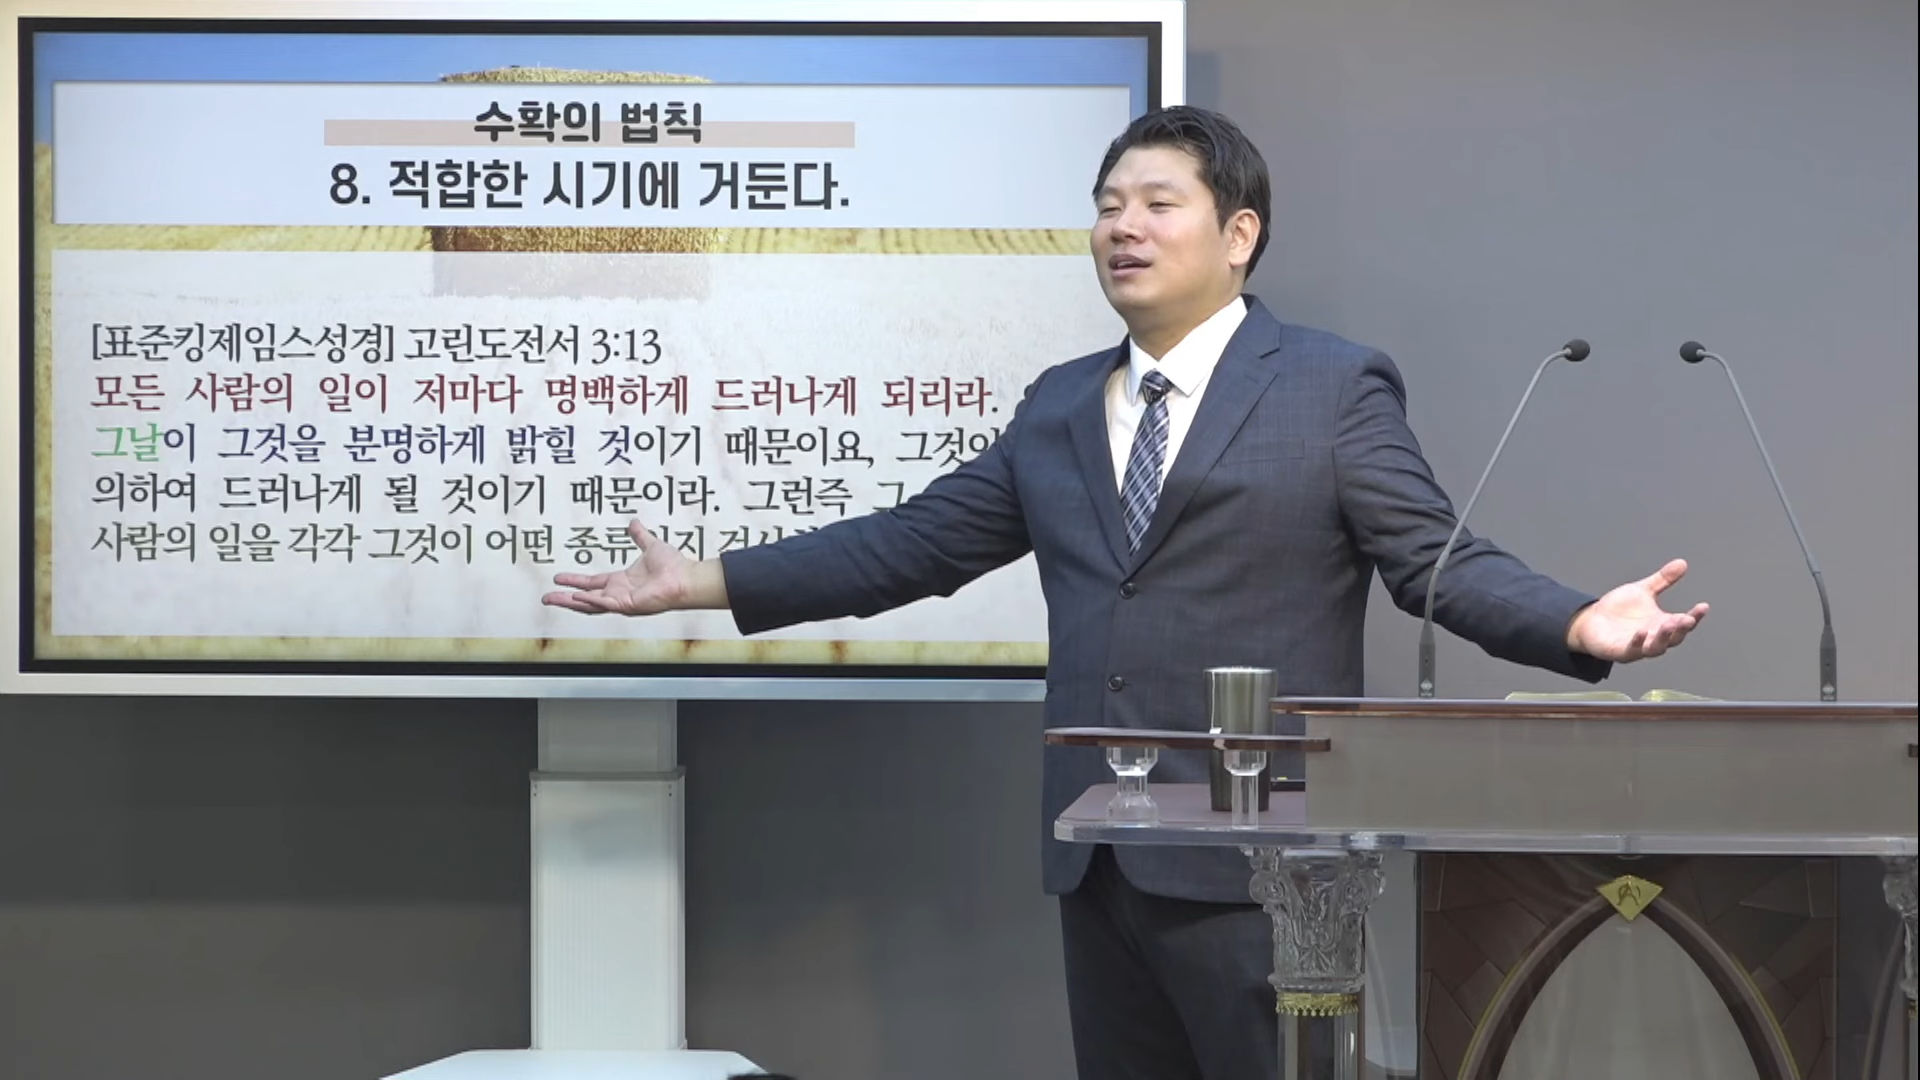 수확의 법칙
8. 적합한 시기에 거둔다.
[표준킹제임스성경] 고린도전서 3:13
모든 사람의 일이 저마다 명백하게 드러나게 되리라.
그날이 그것을 분명하게 밝힐 것이기 때문이요,
의하여 드러나게 될 것이기 때문이라. 그런즉
사람의 일을 각각 그것이 어떤